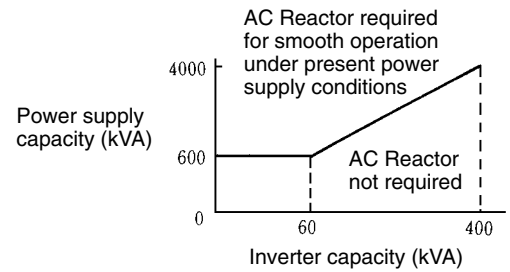 AC Reactor required
for smooth operation
under present power
supply conditions
4000
Power supply
capacity (kVA)
600
AC Reactor
not required
0
60
400
Inverter capacity (kVA)